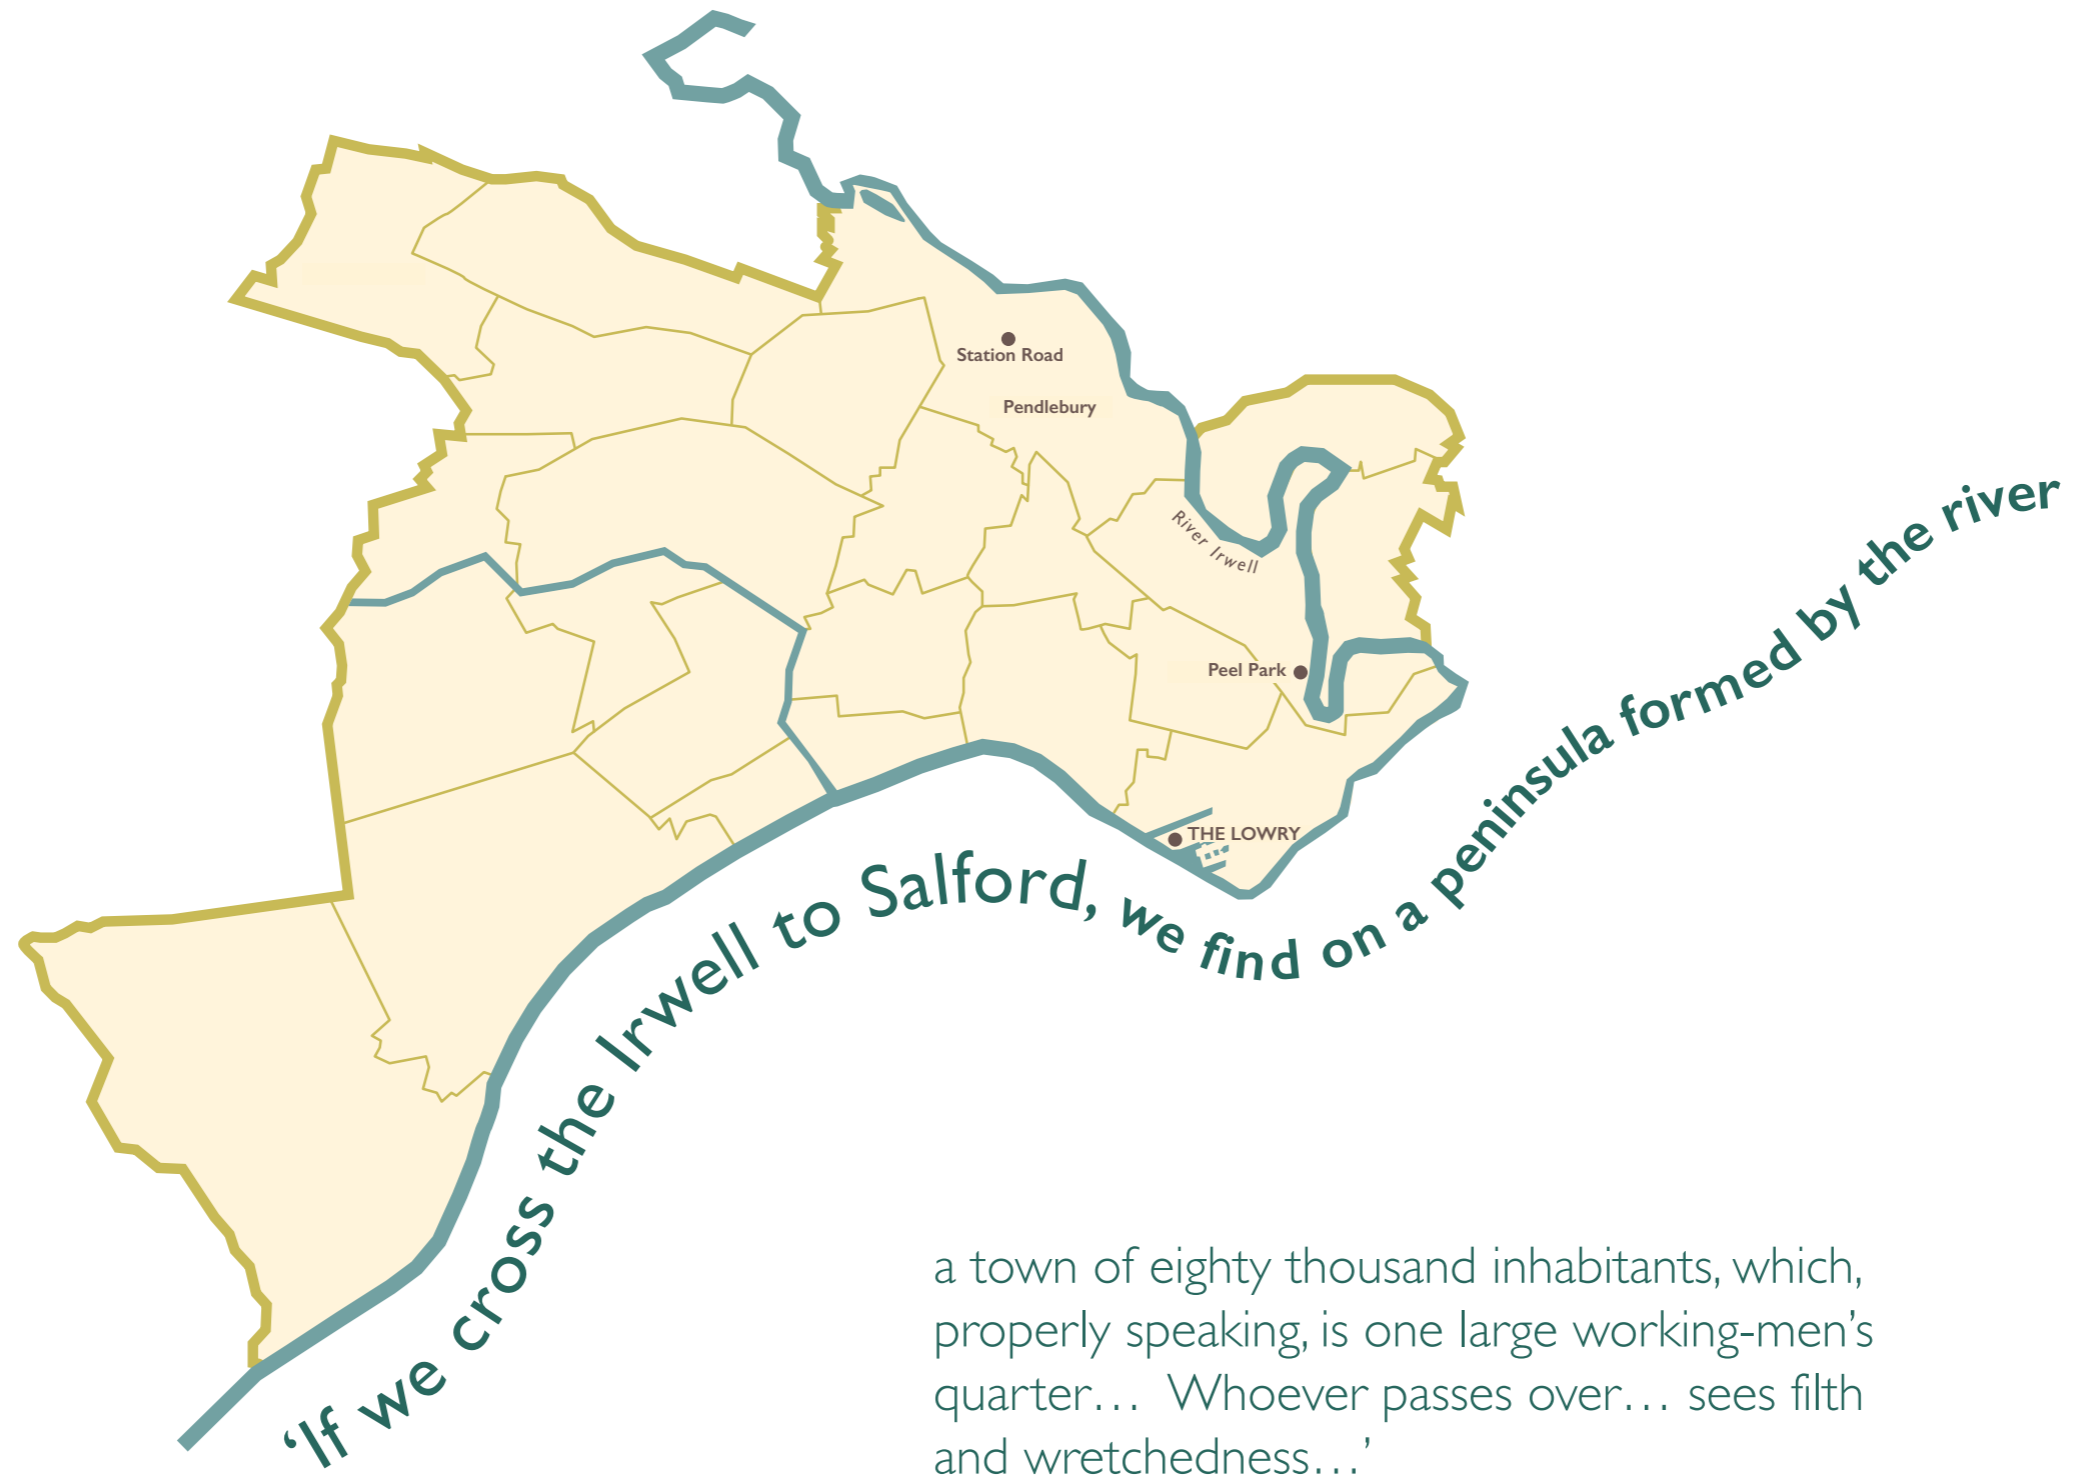 Station Road
Pendlebury
River Irwell
Peel Park
THE LOWRY
‘If we cross the Irwell to Salford, we find on a peninsula formed by the river
a town of eighty thousand inhabitants, which,
properly speaking, is one large working-men’s
quarter… Whoever passes over… sees filth
and wretchedness…’